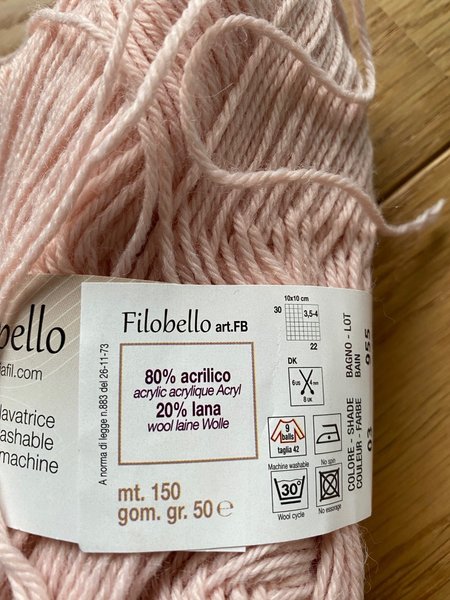 bello
afil.com
lavatrice
ashable
machine
A norma di legge n.883 del 26-11-73
Filobello art.FB
80% acrilico
acrylic acrylique Acryl
20% lana
wool laine Wolle
mt. 150
gom. gr. 50 e
10x10 cm
30
3,5-4
22
DK
6 US
4 mm
8 UK
9
balls
taglia 42
Machine washable
30°
Wool cycle
No spin
No essorage
BAGNO - LOT
BAIN
055
COLORE - SHADE
COULEUR - FARBE
03